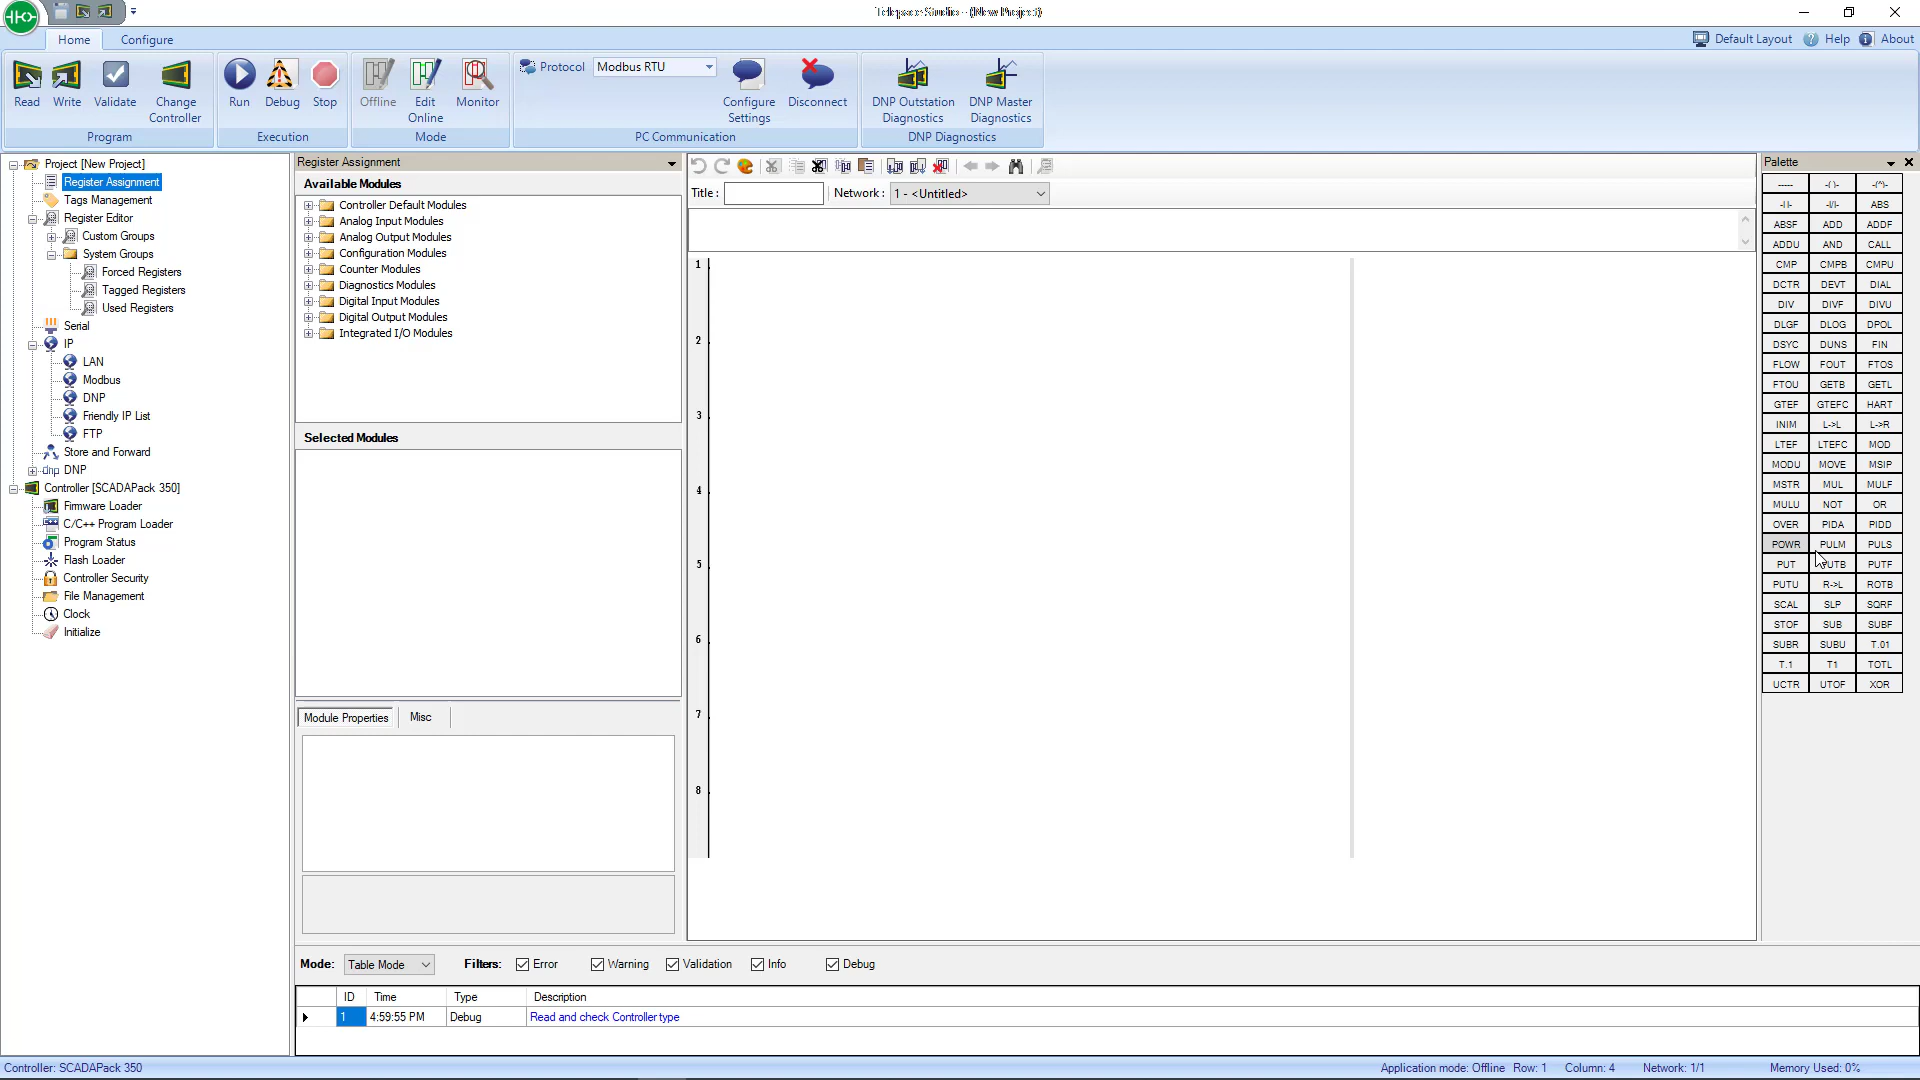 Telepace Studio - (New Project)
Home Configure
Default Layout Help About
Read Write Validate Change Controller
Program
Run Debug Stop
Execution
Offline Edit Online Monitor
Mode
Protocol Modbus RTU
Configure Settings Disconnect
PC Communication
DNP Outstation Diagnostics DNP Master Diagnostics
DNP Diagnostics
Project [New Project]
Register Assignment
Tags Management
Register Editor
Custom Groups
System Groups
Forced Registers
Tagged Registers
Used Registers
Serial
IP
LAN
Modbus
DNP
Friendly IP List
FTP
Store and Forward
dnp DNP
Controller [SCADAPack 350]
Firmware Loader
C/C++ Program Loader
Program Status
Flash Loader
Controller Security
File Management
Clock
Initialize
Register Assignment
Available Modules
Controller Default Modules
Analog Input Modules
Analog Output Modules
Configuration Modules
Counter Modules
Diagnostics Modules
Digital Input Modules
Digital Output Modules
Integrated I/O Modules
Selected Modules
Module Properties Misc
Title : Network : 1 - <Untitled>
1
2
3
4
5
6
7
8
Palette
----- -( )- -(^)-
-| |- -|/|- ABS
ABSF ADD ADDF
ADDU AND CALL
CMP CMPB CMPU
DCTR DEVT DIAL
DIV DIVF DIVU
DLGF DLOG DPOL
DSYC DUNS FIN
FLOW FOUT FTOS
FTOU GETB GETL
GTEF GTEFC HART
INIM L->L L->R
LTEF LTEFC MOD
MODU MOVE MSIP
MSTR MUL MULF
MULU NOT OR
OVER PIDA PIDD
POWR PULM PULS
PUT PUTB PUTF
PUTU R->L ROTB
SCAL SLP SQRF
STOF SUB SUBF
SUBR SUBU T.01
T.1 T1 TOTL
UCTR UTOF XOR
Mode: Table Mode Filters: Error Warning Validation Info Debug
ID Time Type Description
1 4:59:55 PM Debug Read and check Controller type
Controller: SCADAPack 350 Application mode: Offline Row: 1 Column: 4 Network: 1/1 Memory Used: 0%